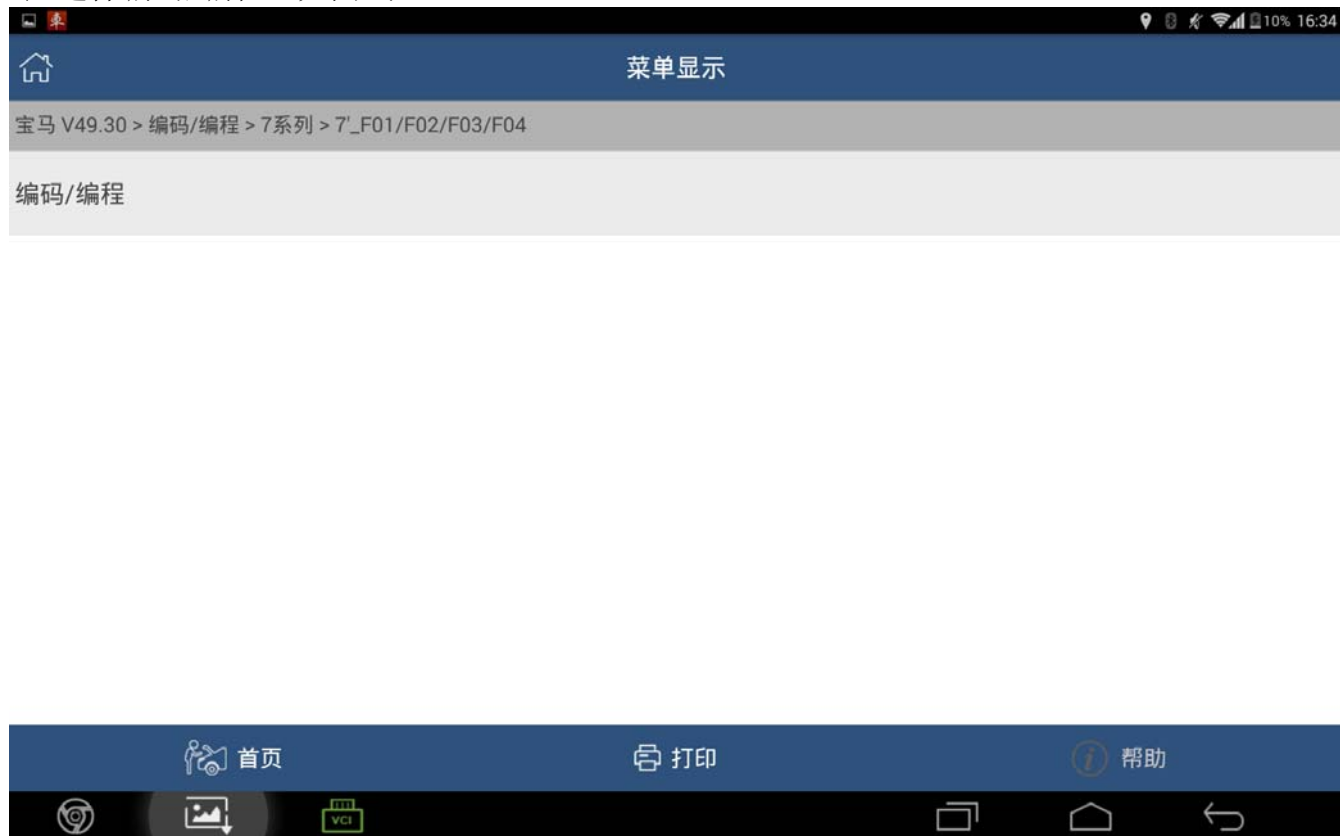 車
10% 16:34
菜单显示
宝马 V49.30 > 编码/编程 > 7系列 > 7'_F01/F02/F03/F04
编码/编程
首页
打印
帮助
VCI